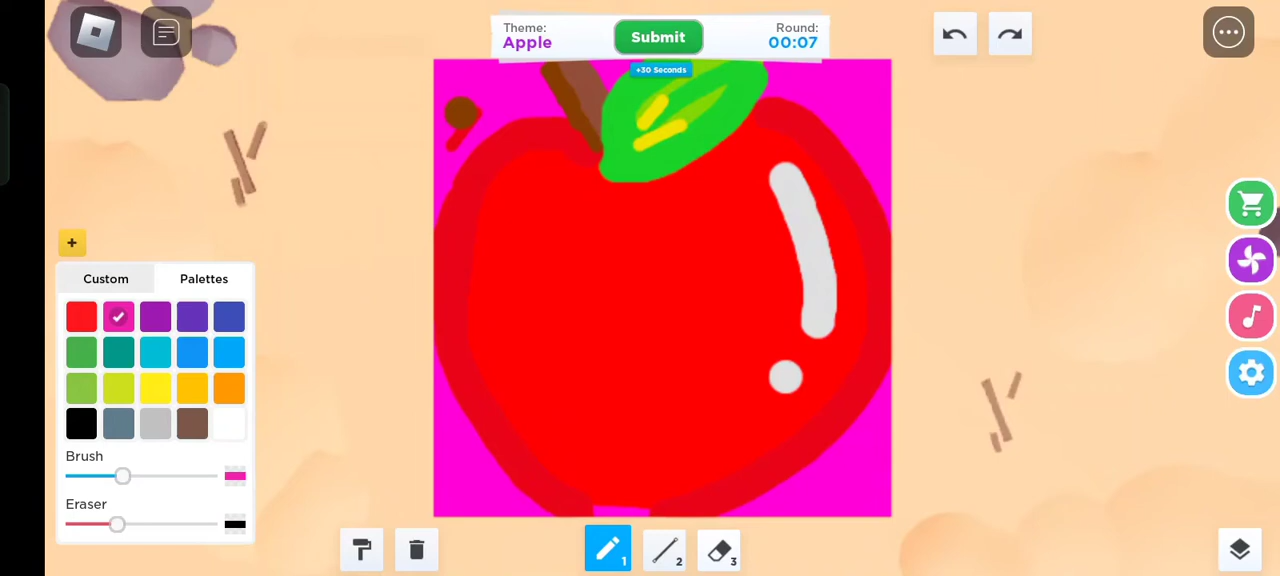 Theme:
Apple
Submit
Round:
00:07
+30 Seconds
+
Custom
Palettes
Brush
Eraser
1
2
3